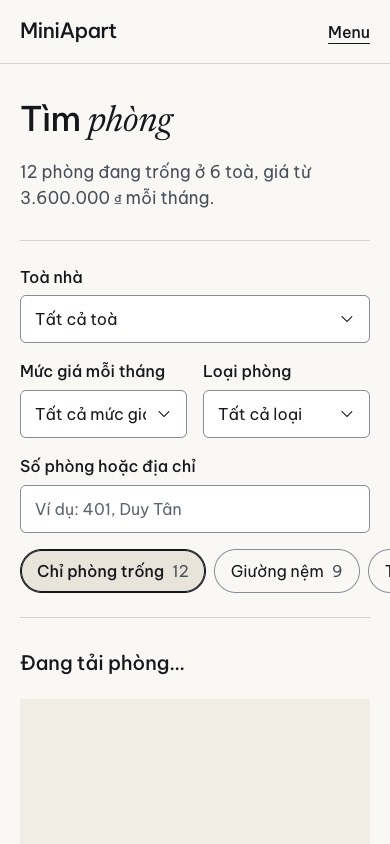 MiniApart
Menu
Tìm phòng
12 phòng đang trống ở 6 toà, giá từ
3.600.000 ₫ mỗi tháng.
Toà nhà
Tất cả toà
Mức giá mỗi tháng
Loại phòng
Tất cả mức giá
Tất cả loại
Số phòng hoặc địa chỉ
Ví dụ: 401, Duy Tân
Chỉ phòng trống 12
Giường nệm 9
Đang tải phòng...